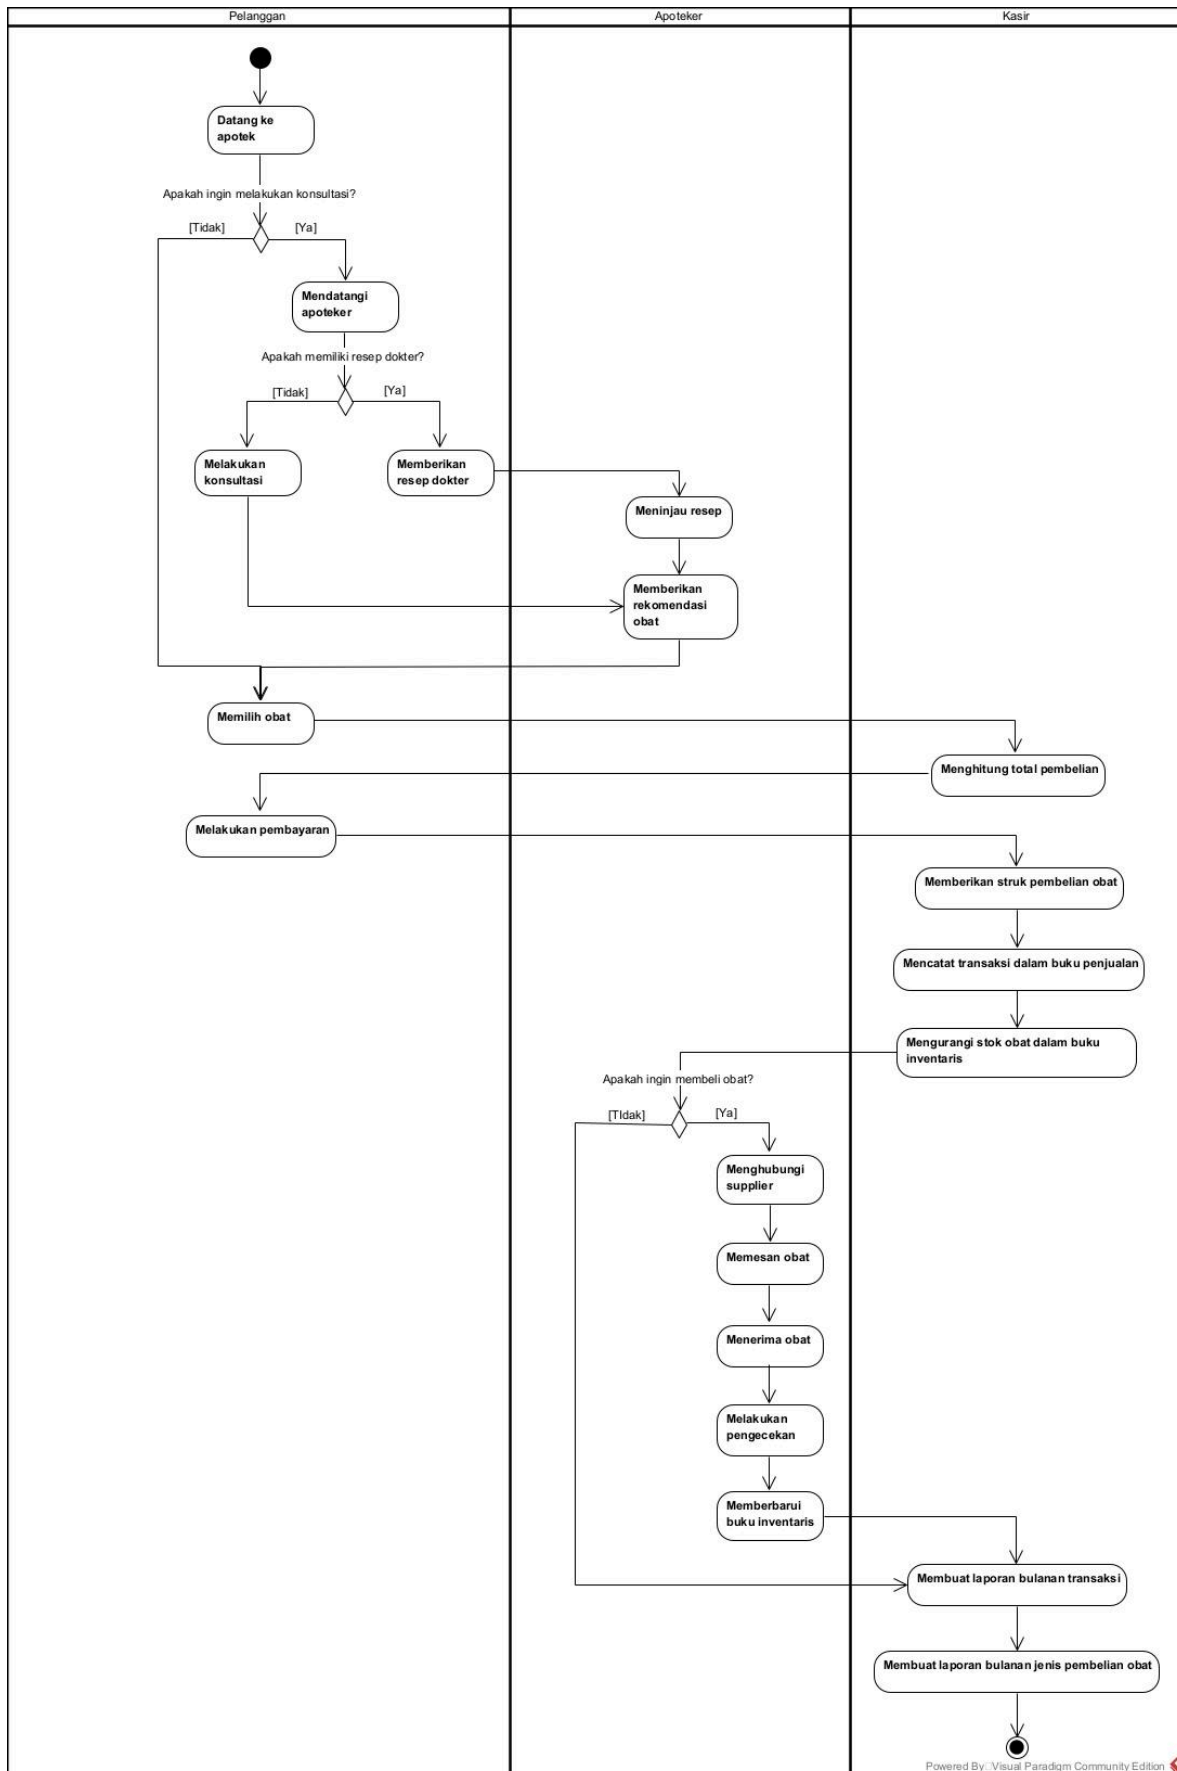 Pelanggan
Apoteker
Kasir
Datang ke
apotek
Apakah ingin melakukan konsultasi?
[Tidak]
[Ya]
Mendatangi
apoteker
Apakah memiliki resep dokter?
[Tidak]
[Ya]
Melakukan
konsultasi
Memberikan
resep dokter
Meninjau resep
Memberikan
rekomendasi
obat
Memilih obat
Menghitung total pembelian
Melakukan pembayaran
Memberikan struk pembelian obat
Mencatat transaksi dalam buku penjualan
Mengurangi stok obat dalam buku
inventaris
Apakah ingin membeli obat?
[TIdak]
[Ya]
Menghubungi
supplier
Memesan obat
Menerima obat
Melakukan
pengecekan
Memberbarui
buku inventaris
Membuat laporan bulanan transaksi
Membuat laporan bulanan jenis pembelian obat
Powered By Visual Paradigm Community Edition